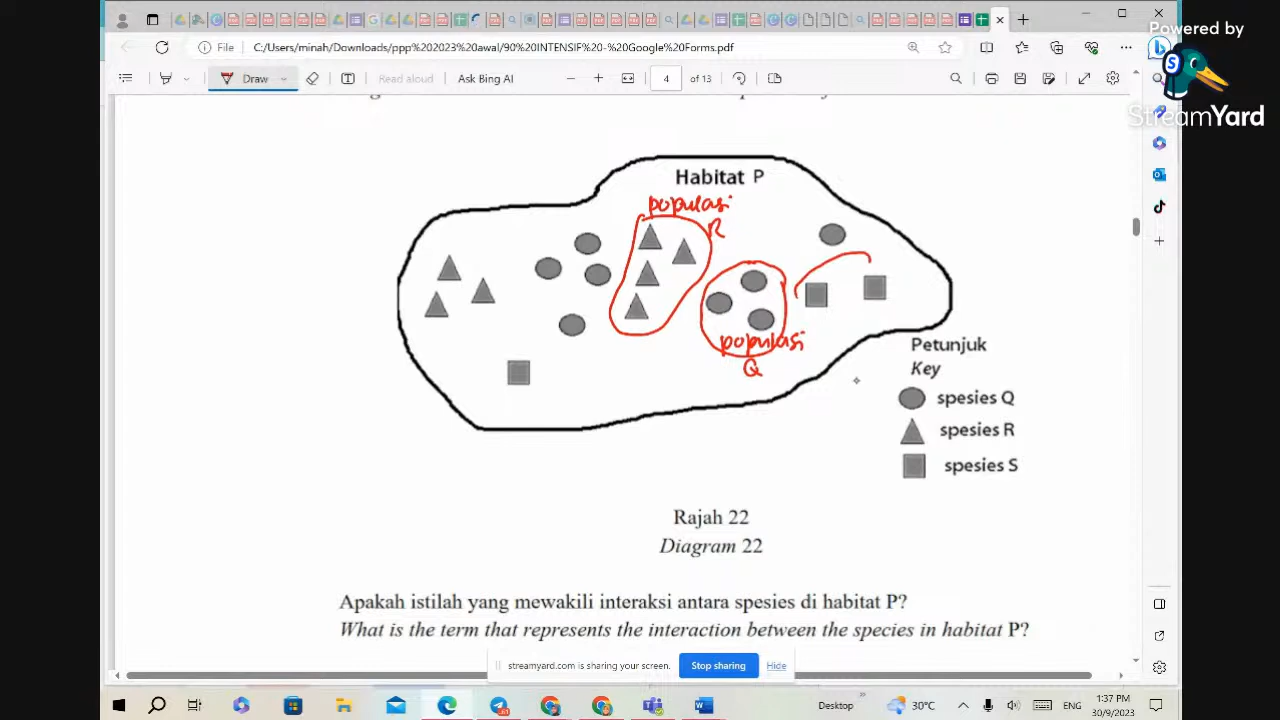 Powered by
StreamYard
File
C:/Users/minah/Downloads/ppp%202023%20awal/90%20INTENSIF%20-%20Google%20Forms.pdf
Draw
Read aloud
Ask Bing AI
4
of 13
Habitat P
populasi
R
populasi
Q
Petunjuk
Key
spesies Q
spesies R
spesies S
Rajah 22
Diagram 22
Apakah istilah yang mewakili interaksi antara spesies di habitat P?
What is the term that represents the interaction between the species in habitat P?
streamyard.com is sharing your screen.
Stop sharing
Hide
Desktop
30°C
ENG
1:37 PM
30/9/2023